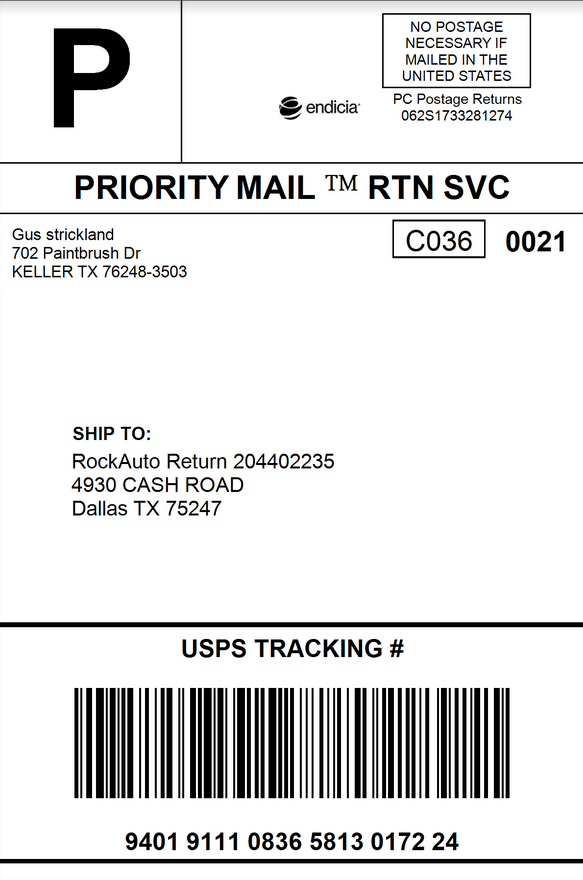 P
NO POSTAGE
NECESSARY IF
MAILED IN THE
UNITED STATES
endicia
PC Postage Returns
062S1733281274
PRIORITY MAIL ™ RTN SVC
Gus strickland
702 Paintbrush Dr
KELLER TX 76248-3503
C036
0021
SHIP TO:
RockAuto Return 204402235
4930 CASH ROAD
Dallas TX 75247
USPS TRACKING #
9401 9111 0836 5813 0172 24